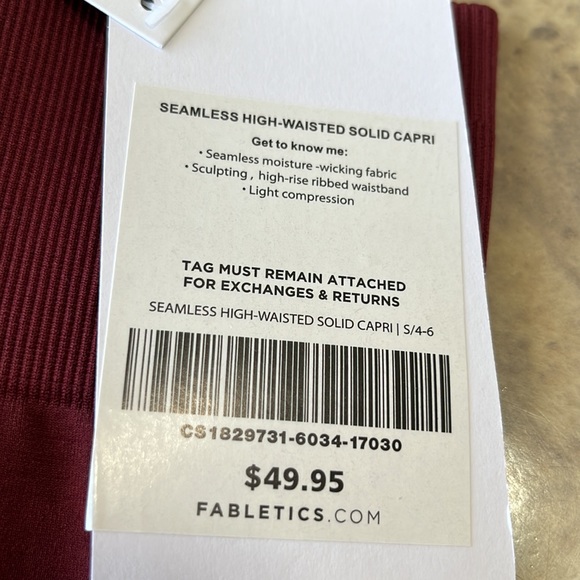 SEAMLESS HIGH-WAISTED SOLID CAPRI
Get to know me:
• Seamless moisture -wicking fabric
• Sculpting , high-rise ribbed waistband
• Light compression
TAG MUST REMAIN ATTACHED
FOR EXCHANGES & RETURNS
SEAMLESS HIGH-WAISTED SOLID CAPRI | S/4-6
CS1829731-6034-17030
$49.95
FABLETICS.COM